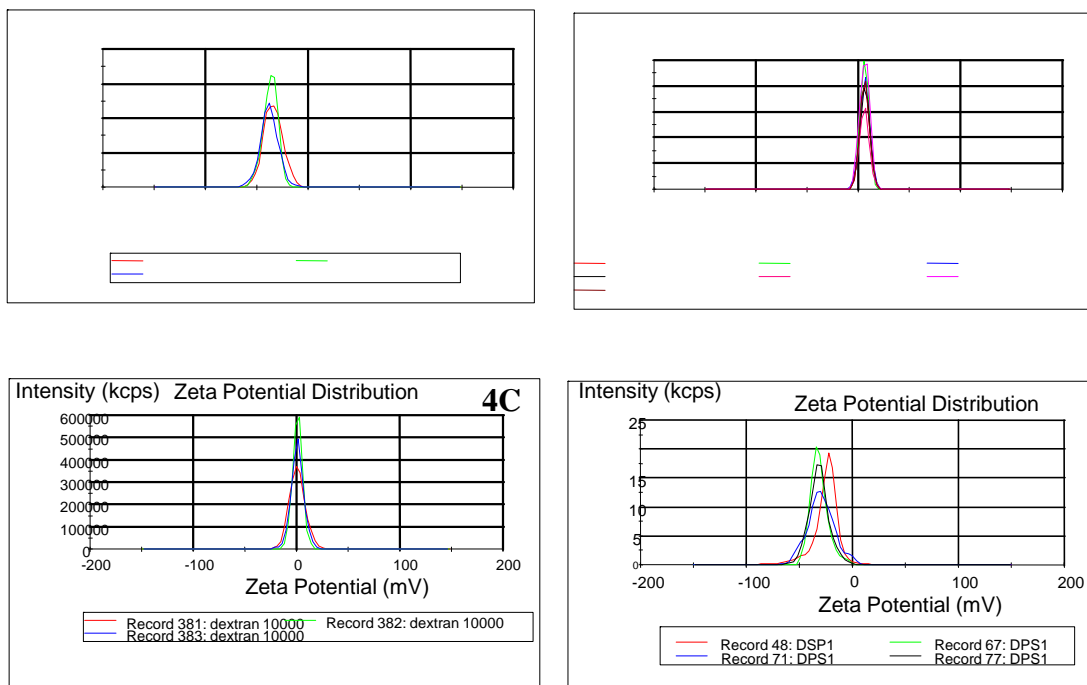 Intensity (kcps) Zeta Potential Distribution 4C
600000
500000
400000
300000
200000
100000
0
-200 -100 0 100 200
Zeta Potential (mV)
Record 381: dextran 10000 Record 382: dextran 10000
Record 383: dextran 10000
Intensity (kcps)
Zeta Potential Distribution
25
20
15
10
5
0
-200 -100 0 100 200
Zeta Potential (mV)
Record 48: DSP1 Record 67: DPS1
Record 71: DPS1 Record 77: DPS1